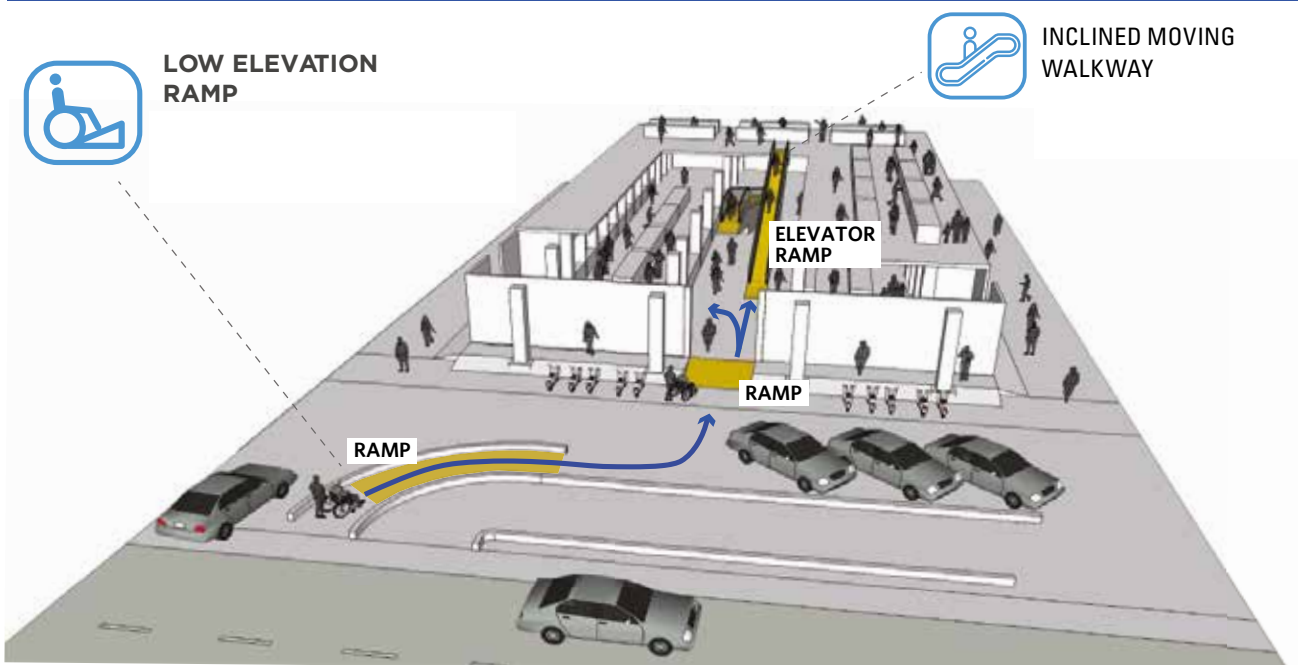 LOW ELEVATION
RAMP
INCLINED MOVING
WALKWAY
ELEVATOR
RAMP
RAMP
RAMP